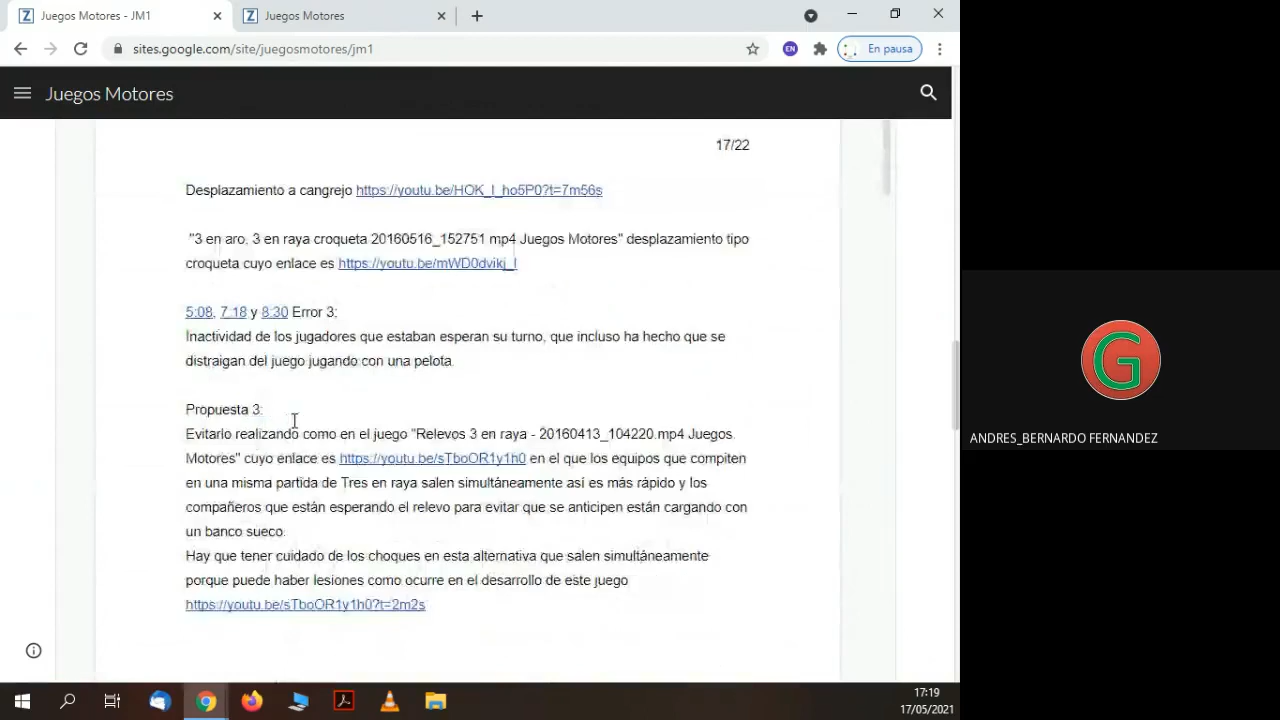 Juegos Motores - JM1
Juegos Motores
sites.google.com/site/juegosmotores/jm1
EN
En pausa
Juegos Motores
17/22
Desplazamiento a cangrejo https://youtu.be/HOK_I_ho5P0?t=7m56s
"3 en aro, 3 en raya croqueta 20160516_152751 mp4 Juegos Motores" desplazamiento tipo
croqueta cuyo enlace es https://youtu.be/mWD0dvikj_I
5:08, 7.18 y 8:30 Error 3:
Inactividad de los jugadores que estaban esperan su turno, que incluso ha hecho que se
distraigan del juego jugando con una pelota.
Propuesta 3:
Evitarlo realizando como en el juego "Relevos 3 en raya - 20160413_104220.mp4 Juegos
Motores" cuyo enlace es https://youtu.be/sTboOR1y1h0 en el que los equipos que compiten
en una misma partida de Tres en raya salen simultáneamente así es más rápido y los
compañeros que están esperando el relevo para evitar que se anticipen están cargando con
un banco sueco.
Hay que tener cuidado de los choques en esta alternativa que salen simultáneamente
porque puede haber lesiones como ocurre en el desarrollo de este juego
https://youtu.be/sTboOR1y1h0?t=2m2s
G
ANDRES_BERNARDO FERNANDEZ
17:19
17/05/2021